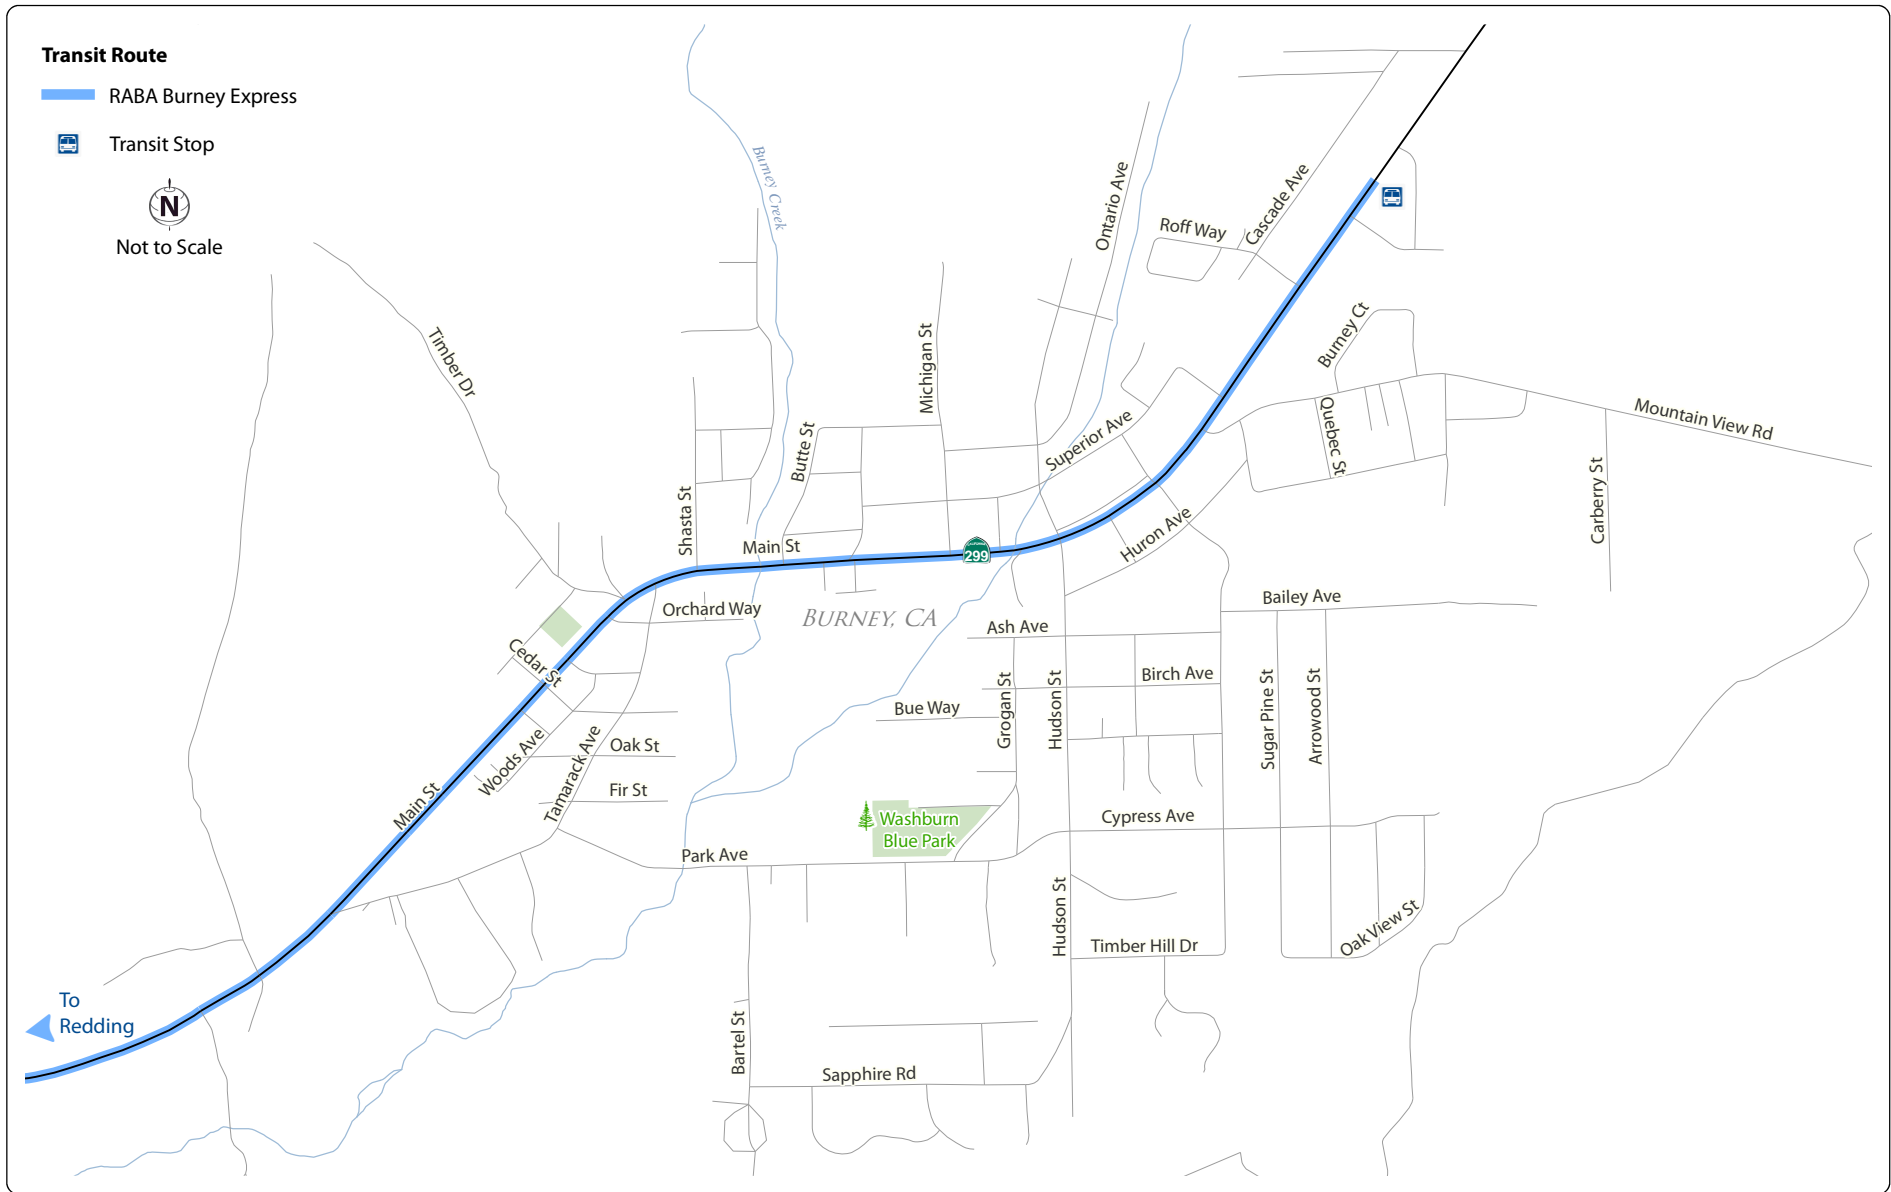 Transit Route
RABA Burney Express
Transit Stop
N
Not to Scale
Burney Creek
Ontario Ave
Roff Way
Cascade Ave
Timber Dr
Michigan St
Burney Ct
Butte St
Superior Ave
Quebec St
Mountain View Rd
Shasta St
Main St
CALIFORNIA
299
Huron Ave
Carberry St
Orchard Way
BURNEY, CA
Bailey Ave
Ash Ave
Cedar St
Birch Ave
Grogan St
Hudson St
Sugar Pine St
Arrowood St
Bue Way
Woods Ave
Oak St
Tamarack Ave
Fir St
Main St
Washburn
Blue Park
Cypress Ave
Park Ave
Hudson St
Timber Hill Dr
Oak View St
To
Redding
Bartel St
Sapphire Rd